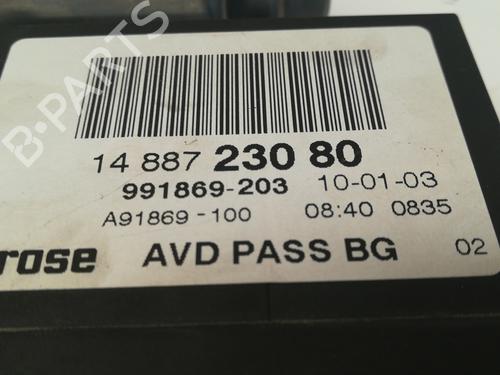 B-PARTS
14 887 230 80
991869-203 10-01-03
A91869-100 08:40 0835
rose AVD PASS BG 02